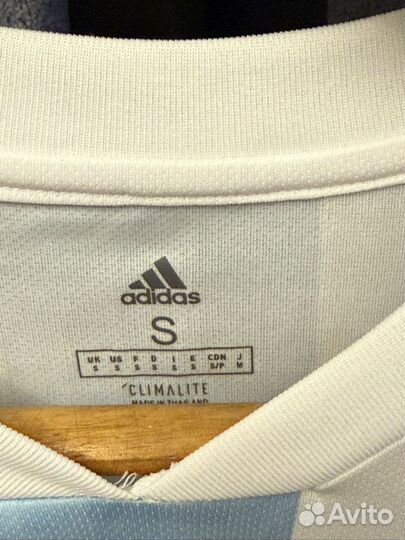 adidas
S
UK US F D I E CDN J
S S S S S S S/P M
CLIMALITE
MADE IN THAILAND
Avito